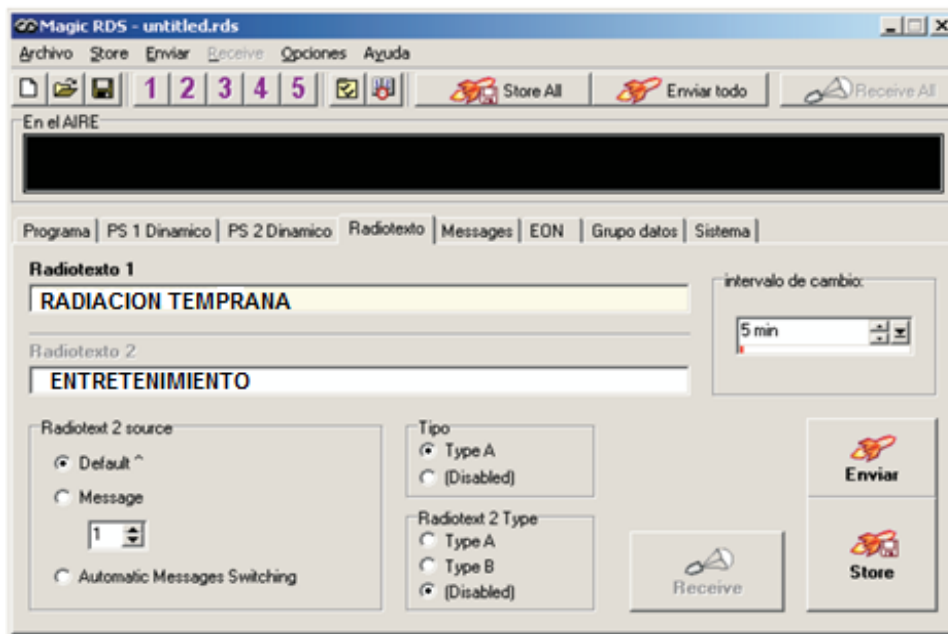 Magic RDS - untitled.rds
Archivo Store Enviar Receive Opciones Ayuda
1 2 3 4 5 Store All Enviar todo Receive All
En el AIRE
Programa PS 1 Dinamico PS 2 Dinamico Radiotexto Messages EON Grupo datos Sistema
Radiotexto 1
RADIACION TEMPRANA
intervalo de cambio:
5 min
Radiotexto 2
ENTRETENIMIENTO
Radiotext 2 source
Default ^
Message
1
Automatic Messages Switching
Tipo
Type A
(Disabled)
Radiotext 2 Type
Type A
Type B
(Disabled)
Receive
Enviar
Store